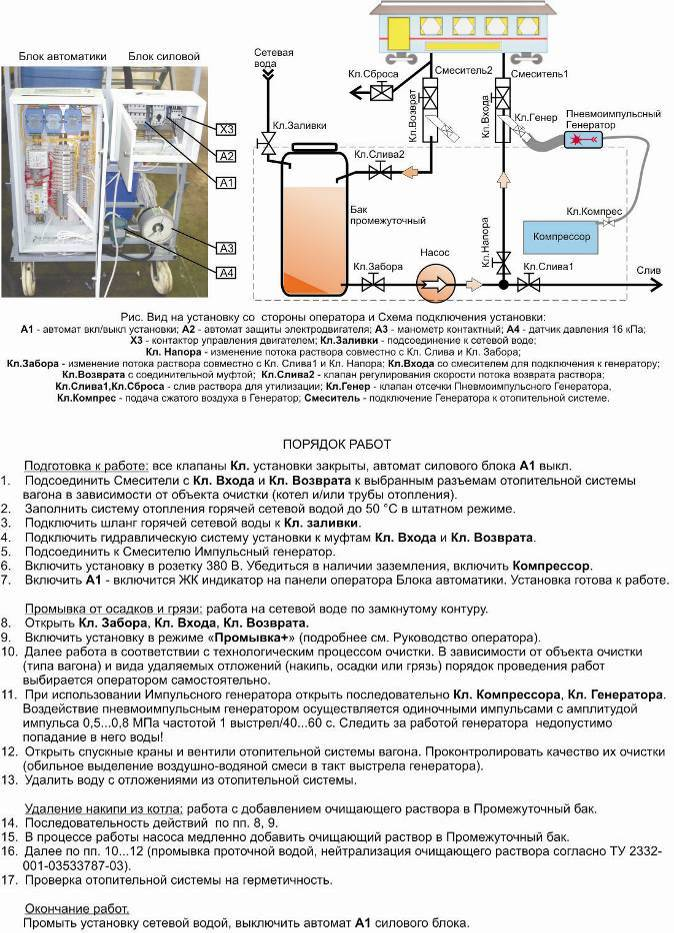 Блок автоматики
Блок силовой
X3
A2
A1
A3
A4
Сетевая
вода
Кл.Заливки
Кл.Сброса
Смеситель2
Смеситель1
Кл.Возврат
Кл.Входа
Кл.Генер
Пневмоимпульсный
Генератор
Кл.Слива2
Бак
промежуточный
Кл.Компрес
Компрессор
Кл.Забора
Насос
Кл.Напора
Кл.Слива1
Слив
Рис. Вид на установку со стороны оператора и Схема подключения установки:
А1 - автомат вкл/выкл установки; А2 - автомат защиты электродвигателя; А3 - манометр контактный; А4 - датчик давления 16 кПа;
Х3 - контактор управления двигателем; Кл.Заливки - подсоединение к сетевой воде;
Кл. Напора - изменение потока раствора совместно с Кл. Слива и Кл. Забора;
Кл.Забора - изменение потока раствора совместно с Кл. Слива1 и Кл. Напора; Кл.Входа со смесителем для подключения к генератору;
Кл.Возврата с соединительной муфтой; Кл.Слива2 - клапан регулирования скорости потока возврата раствора;
Кл.Слива1,Кл.Сброса - слив раствора для утилизации; Кл.Генер - клапан отсечки Пневмоимпульсного Генератора,
Кл.Компрес - подача сжатого воздуха в Генератор; Смеситель - подключение Генератора к отопительной системе.
ПОРЯДОК РАБОТ
Подготовка к работе: все клапаны Кл. установки закрыты, автомат силового блока А1 выкл.
1. Подсоединить Смесители с Кл. Входа и Кл. Возврата к выбранным разъемам отопительной системы
вагона в зависимости от объекта очистки (котел и/или трубы отопления).
2. Заполнить систему отопления горячей сетевой водой до 50 °С в штатном режиме.
3. Подключить шланг горячей сетевой воды к Кл. заливки.
4. Подключить гидравлическую систему установки к муфтам Кл. Входа и Кл. Возврата.
5. Подсоединить к Смесителю Импульсный генератор.
6. Включить установку в розетку 380 В. Убедиться в наличии заземления, включить Компрессор.
7. Включить А1 - включится ЖК индикатор на панели оператора Блока автоматики. Установка готова к работе.
Промывка от осадков и грязи: работа на сетевой воде по замкнутому контуру.
8. Открыть Кл. Забора, Кл. Входа, Кл. Возврата.
9. Включить установку в режиме «Промывка+» (подробнее см. Руководство оператора).
10. Далее работа в соответствии с технологическим процессом очистки. В зависимости от объекта очистки
(типа вагона) и вида удаляемых отложений (накипь, осадки или грязь) порядок проведения работ
выбирается оператором самостоятельно.
11. При использовании Импульсного генератора открыть последовательно Кл. Компрессора, Кл. Генератора.
Воздействие пневмоимпульсным генератором осуществляется одиночными импульсами с амплитудой
импульса 0,5...0,8 МПа частотой 1 выстрел/40...60 с. Следить за работой генератора недопустимо
попадание в него воды!
12. Открыть спускные краны и вентили отопительной системы вагона. Проконтролировать качество их очистки
(обильное выделение воздушно-водяной смеси в такт выстрела генератора).
13. Удалить воду с отложениями из отопительной системы.
Удаление накипи из котла: работа с добавлением очищающего раствора в Промежуточный бак.
14. Последовательность действий по пп. 8, 9.
15. В процессе работы насоса медленно добавить очищающий раствор в Промежуточный бак.
16. Далее по пп. 10...12 (промывка проточной водой, нейтрализация очищающего раствора согласно ТУ 2332-
001-03533787-03).
17. Проверка отопительной системы на герметичность.
Окончание работ.
Промыть установку сетевой водой, выключить автомат А1 силового блока.